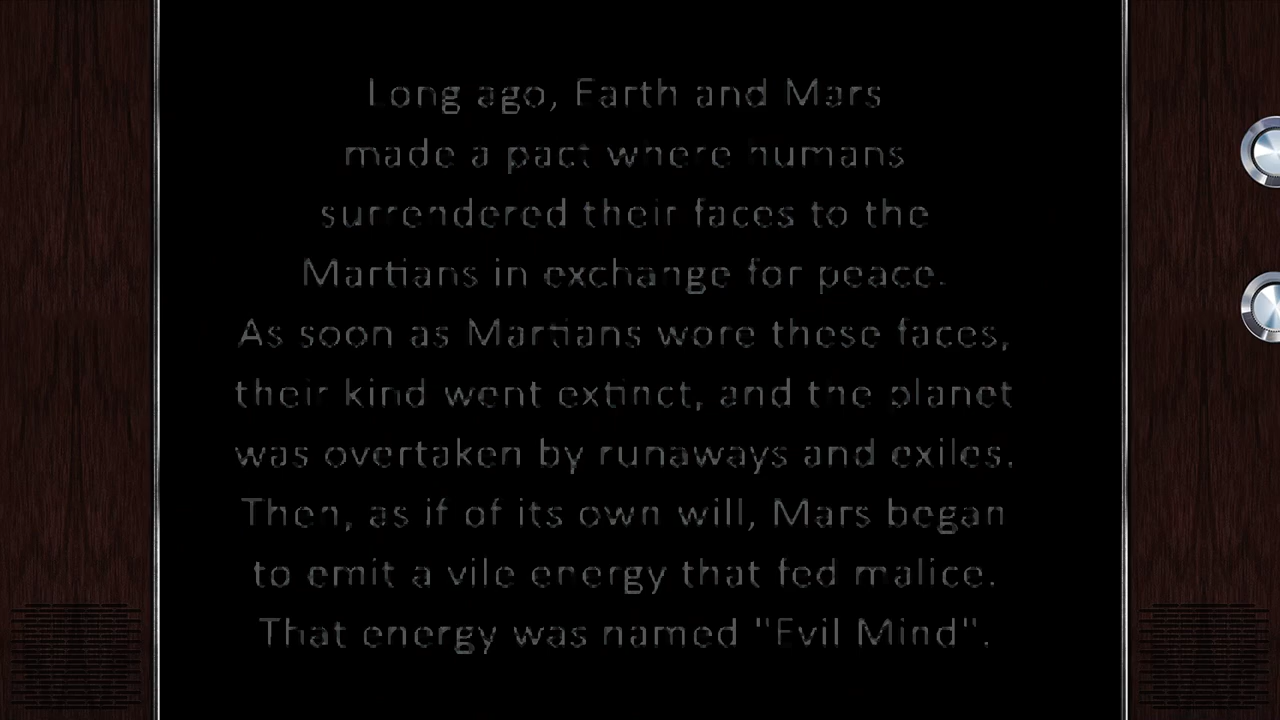 Long ago, Earth and Mars
made a pact where humans
surrendered their faces to the
Martians in exchange for peace.
As soon as Martians wore these faces,
their kind went extinct, and the planet
was overtaken by runaways and exiles.
Then, as if of its own will, Mars began
to emit a vile energy that fed malice.
That energy was named "Evil Mind".